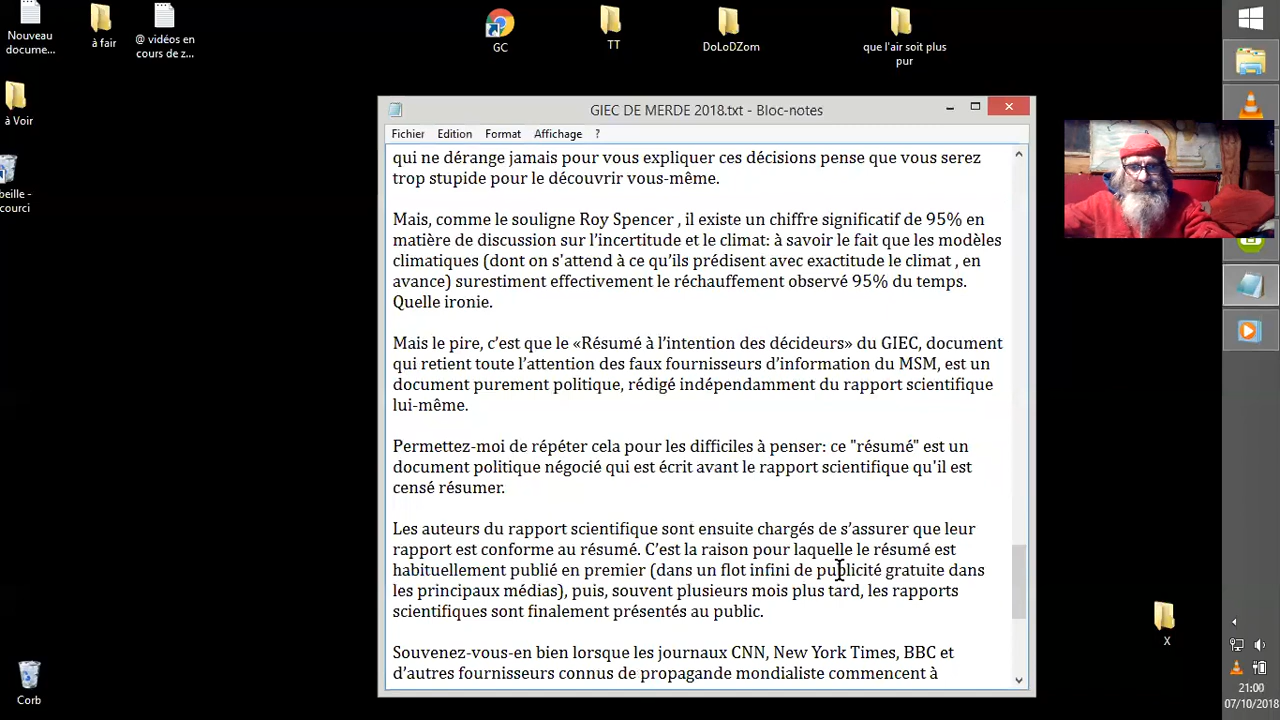 Nouveau
docume...
à fair
@ vidéos en
cours de z...
GC
TT
DoLoDZom
que l'air soit plus
pur
à Voir
beille -
courci
GIEC DE MERDE 2018.txt - Bloc-notes
Fichier Edition Format Affichage ?
qui ne dérange jamais pour vous expliquer ces décisions pense que vous serez
trop stupide pour le découvrir vous-même.
Mais, comme le souligne Roy Spencer , il existe un chiffre significatif de 95% en
matière de discussion sur l’incertitude et le climat: à savoir le fait que les modèles
climatiques (dont on s'attend à ce qu’ils prédisent avec exactitude le climat , en
avance) surestiment effectivement le réchauffement observé 95% du temps.
Quelle ironie.
Mais le pire, c’est que le «Résumé à l’intention des décideurs» du GIEC, document
qui retient toute l’attention des faux fournisseurs d’information du MSM, est un
document purement politique, rédigé indépendamment du rapport scientifique
lui-même.
Permettez-moi de répéter cela pour les difficiles à penser: ce "résumé" est un
document politique négocié qui est écrit avant le rapport scientifique qu'il est
censé résumer.
Les auteurs du rapport scientifique sont ensuite chargés de s’assurer que leur
rapport est conforme au résumé. C’est la raison pour laquelle le résumé est
habituellement publié en premier (dans un flot infini de publicité gratuite dans
les principaux médias), puis, souvent plusieurs mois plus tard, les rapports
scientifiques sont finalement présentés au public.
Souvenez-vous-en bien lorsque les journaux CNN, New York Times, BBC et
d’autres fournisseurs connus de propagande mondialiste commencent à
X
Corb
21:00
07/10/2018